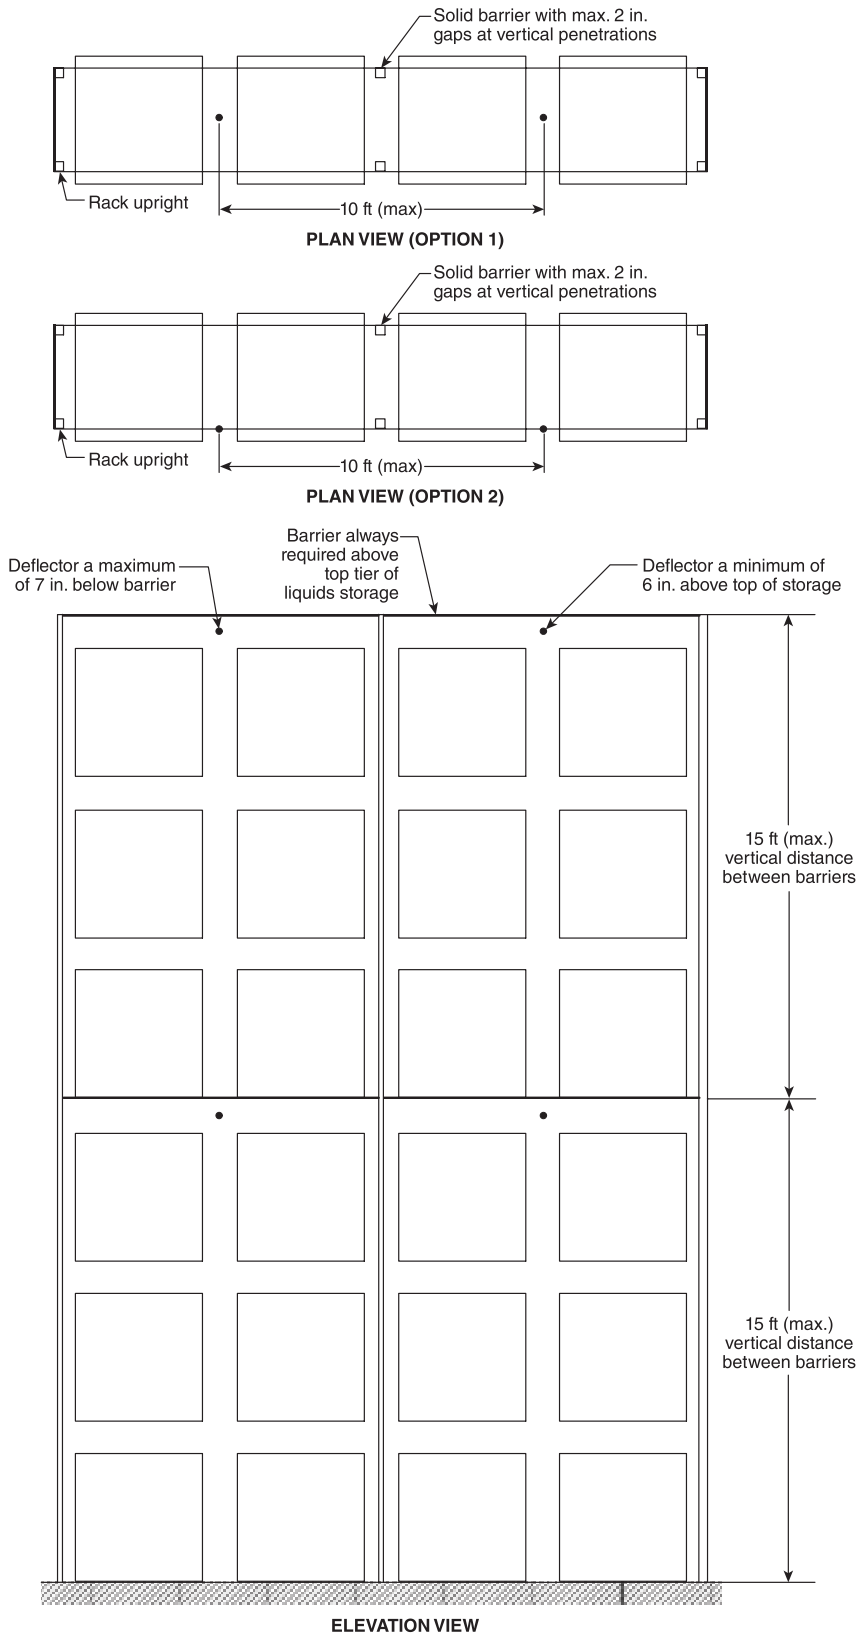 Solid barrier with max. 2 in.
gaps at vertical penetrations
Rack upright
10 ft (max)
PLAN VIEW (OPTION 1)
Solid barrier with max. 2 in.
gaps at vertical penetrations
Rack upright
10 ft (max)
PLAN VIEW (OPTION 2)
Barrier always
required above
top tier of
liquids storage
Deflector a maximum
of 7 in. below barrier
Deflector a minimum of
6 in. above top of storage
15 ft (max.)
vertical distance
between barriers
15 ft (max.)
vertical distance
between barriers
ELEVATION VIEW